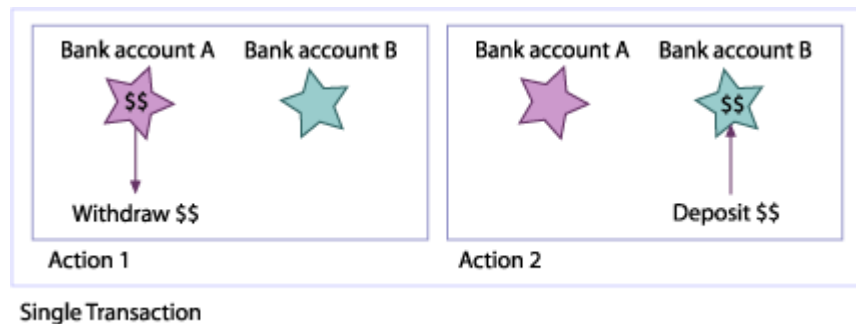 Bank account A Bank account B
$$
Withdraw $$
Action 1
Bank account A Bank account B
$$
Deposit $$
Action 2
Single Transaction